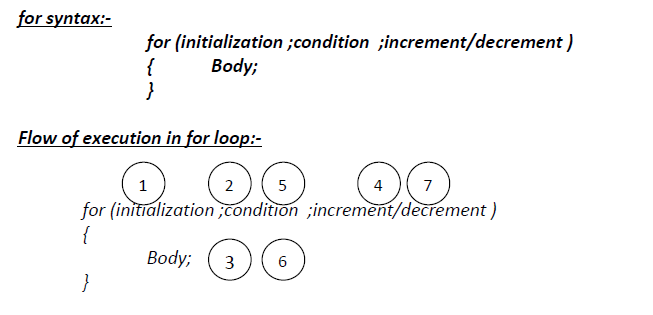 for syntax:-
for (initialization ;condition  ;increment/decrement )
{ Body;
}
Flow of execution in for loop:-
1 2 5 4 7
for (initialization ;condition  ;increment/decrement )
{
Body; 3 6
}